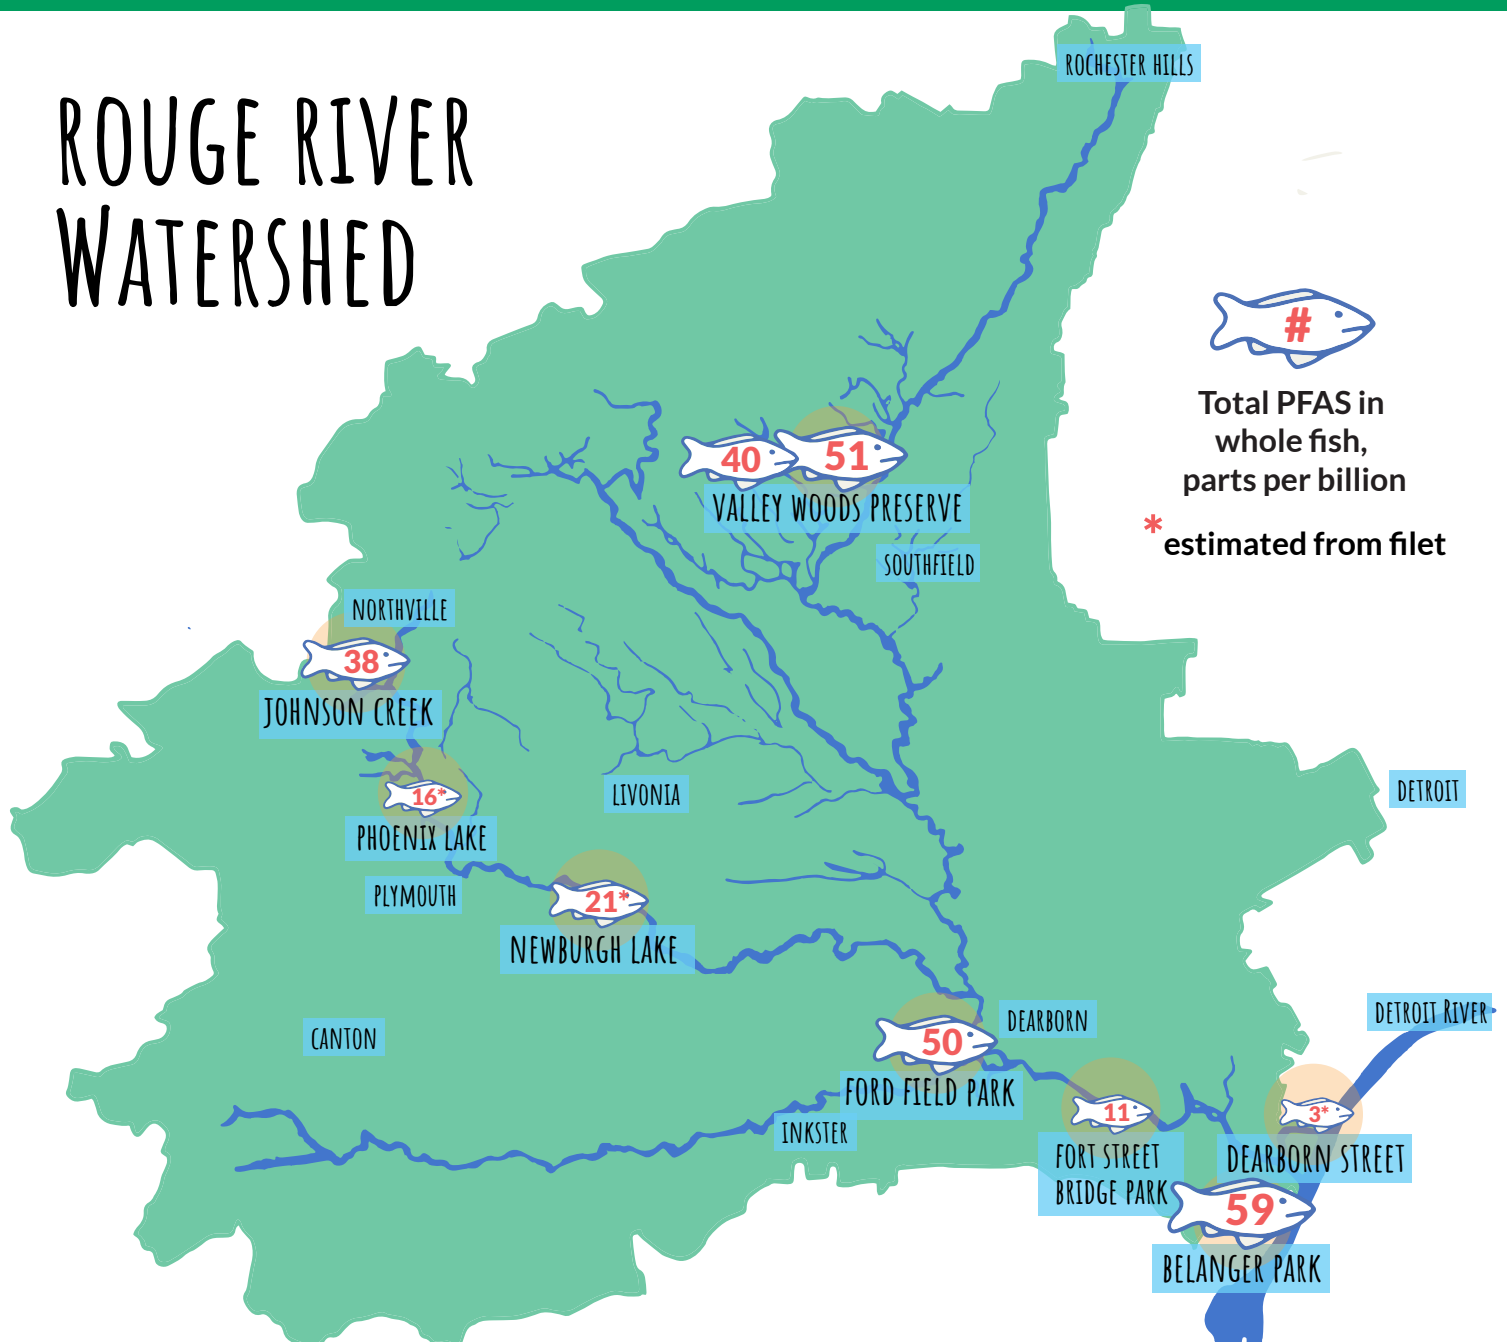 ROUGE RIVER
WATERSHED
ROCHESTER HILLS
#
Total PFAS in
whole fish,
parts per billion
*estimated from filet
40
51
VALLEY WOODS PRESERVE
SOUTHFIELD
NORTHVILLE
38
JOHNSON CREEK
16*
PHOENIX LAKE
LIVONIA
DETROIT
PLYMOUTH
21*
NEWBURGH LAKE
CANTON
50
DEARBORN
DETROIT RIVER
FORD FIELD PARK
INKSTER
11
FORT STREET
BRIDGE PARK
3*
DEARBORN STREET
59
BELANGER PARK